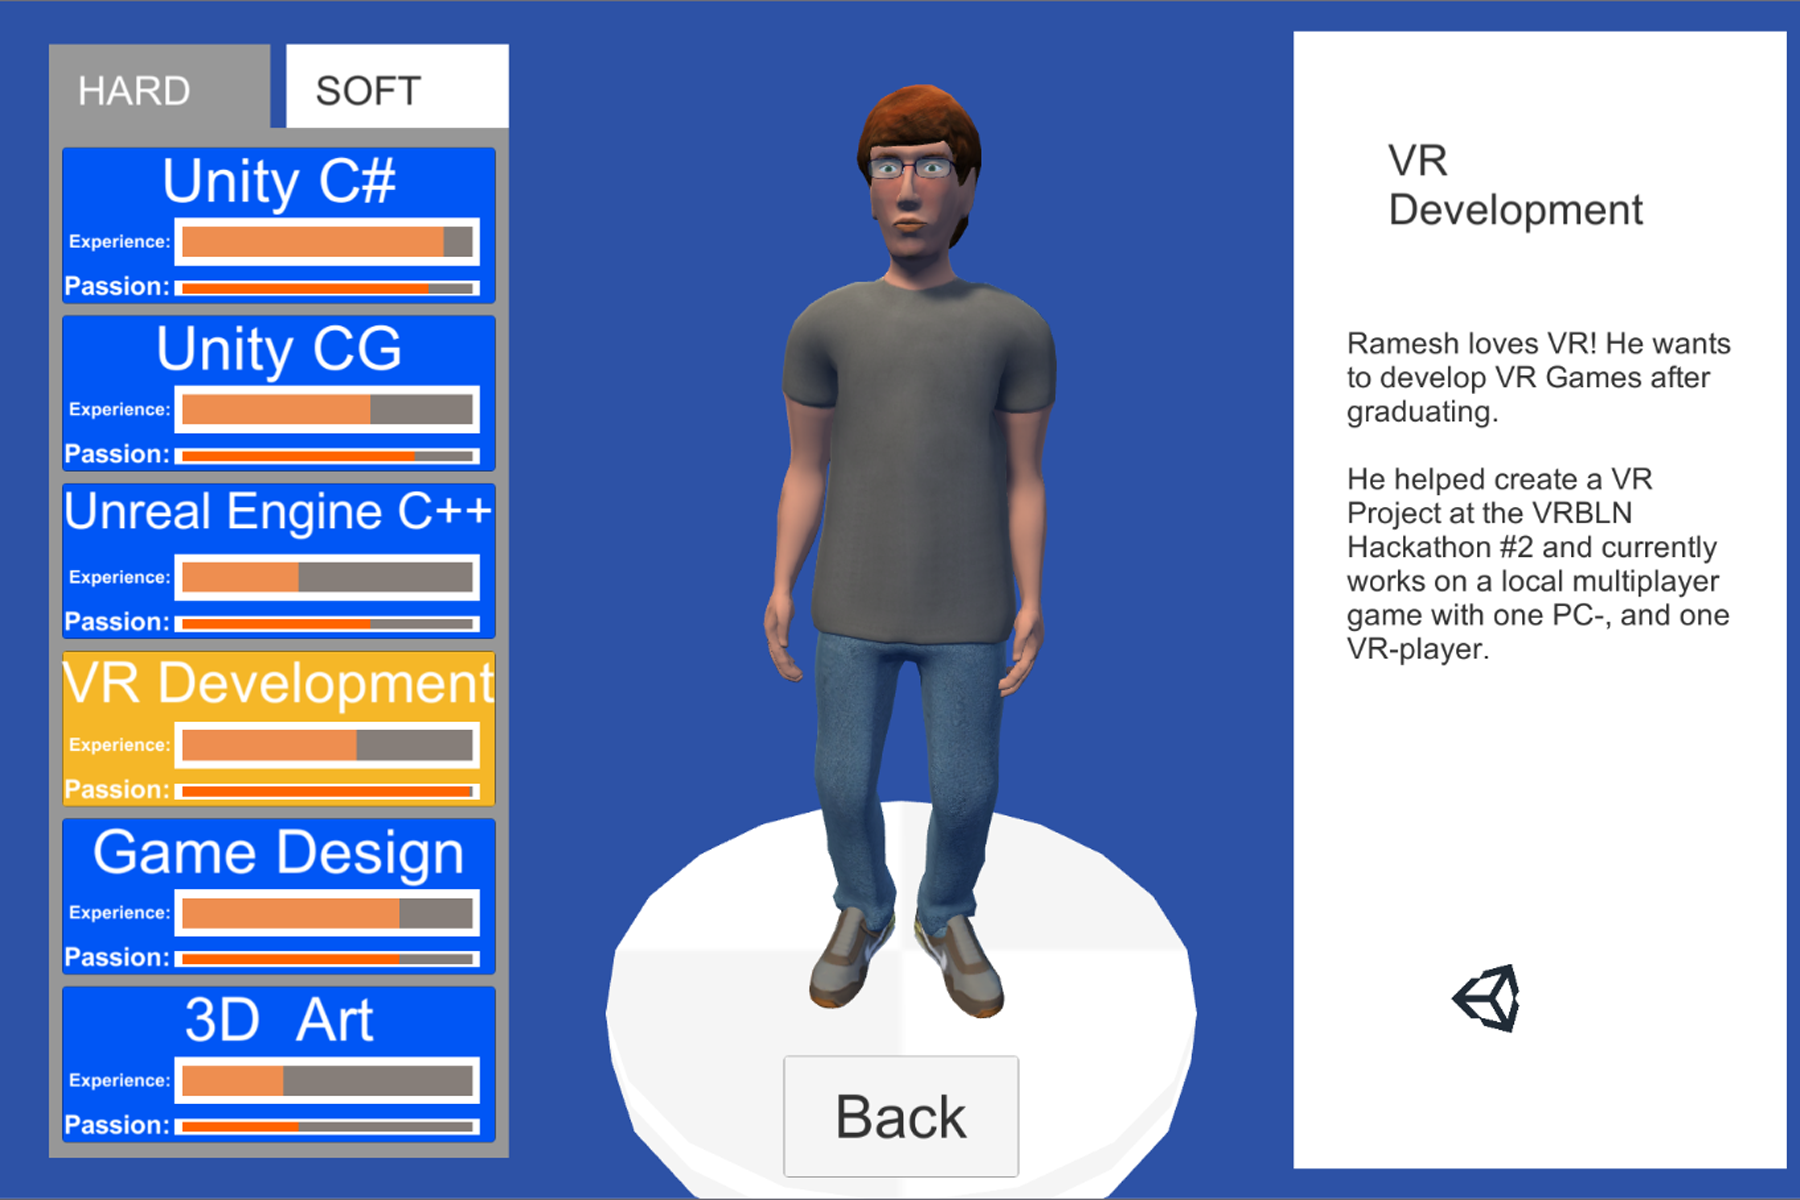 HARD
SOFT
Unity C#
Experience:
Passion:
Unity CG
Experience:
Passion:
Unreal Engine C++
Experience:
Passion:
VR Development
Experience:
Passion:
Game Design
Experience:
Passion:
3D Art
Experience:
Passion:
Back
VR
Development
Ramesh loves VR! He wants
to develop VR Games after
graduating.
He helped create a VR
Project at the VRBLN
Hackathon #2 and currently
works on a local multiplayer
game with one PC-, and one
VR-player.